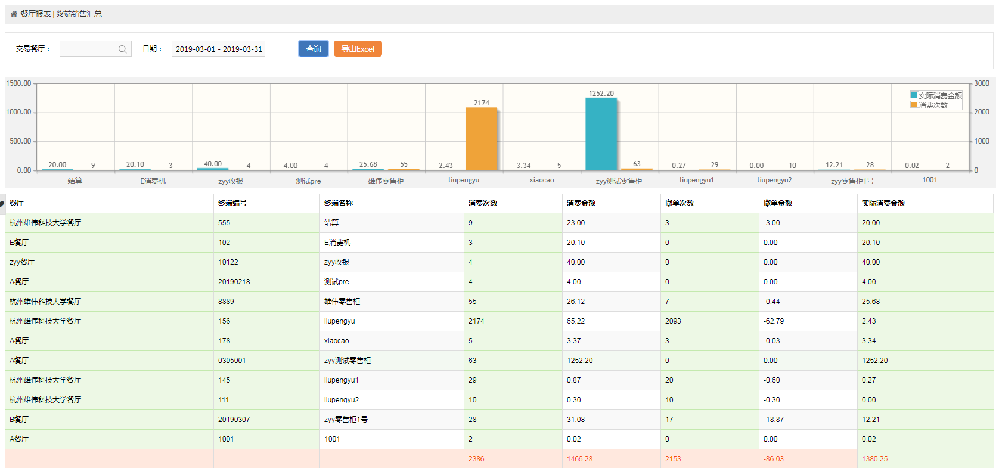 餐厅报表 | 终端销售汇总
交易餐厅： 日期： 2019-03-01 - 2019-03-31 查询 导出Excel
1500.00 3000
1252.20
实际消费金额
消费次数
2174
1000.00 2000
500.00 1000
20.00 9 20.10 3 40.00 4 4.00 4 25.68 55 2.43 3.34 5 63 0.27 29 0.00 10 12.21 28 0.02 2
0.00 0
结算 E消费机 zyy收银 测试pre 雄伟零售柜 liupengyu xiaocao zyy测试零售柜 liupengyu1 liupengyu2 zyy零售柜1号 1001
餐厅 终端编号 终端名称 消费次数 消费金额 撤单次数 撤单金额 实际消费金额
杭州雄伟科技大学餐厅 555 结算 9 23.00 3 -3.00 20.00
E餐厅 102 E消费机 3 20.10 0 0.00 20.10
zyy餐厅 10122 zyy收银 4 40.00 0 0.00 40.00
A餐厅 20190218 测试pre 4 4.00 0 0.00 4.00
杭州雄伟科技大学餐厅 8889 雄伟零售柜 55 26.12 7 -0.44 25.68
杭州雄伟科技大学餐厅 156 liupengyu 2174 65.22 2093 -62.79 2.43
A餐厅 178 xiaocao 5 3.37 3 -0.03 3.34
A餐厅 0305001 zyy测试零售柜 63 1252.20 0 0.00 1252.20
杭州雄伟科技大学餐厅 145 liupengyu1 29 0.87 20 -0.60 0.27
杭州雄伟科技大学餐厅 111 liupengyu2 10 0.30 10 -0.30 0.00
B餐厅 20190307 zyy零售柜1号 28 31.08 17 -18.87 12.21
A餐厅 1001 1001 2 0.02 0 0.00 0.02
2386 1466.28 2153 -86.03 1380.25